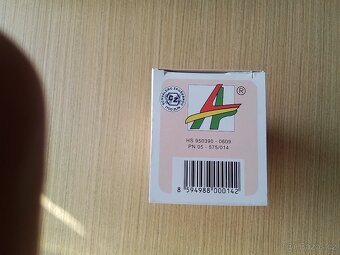 ®
HS 950390 - 0609
PN 05 - 575/014
8 594988 000142